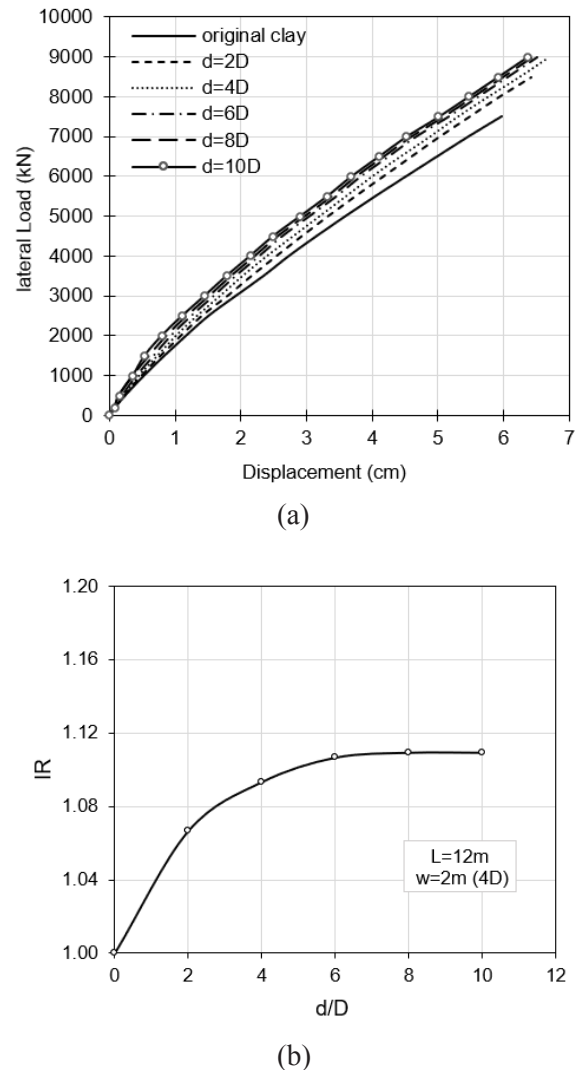 10000
9000
8000
7000
6000
5000
4000
3000
2000
1000
0
lateral Load (kN)
original clay
d=2D
d=4D
d=6D
d=8D
d=10D
0 1 2 3 4 5 6 7
Displacement (cm)
(a)
1.20
1.16
1.12
1.08
1.04
1.00
IR
L=12m
w=2m (4D)
0 2 4 6 8 10 12
d/D
(b)